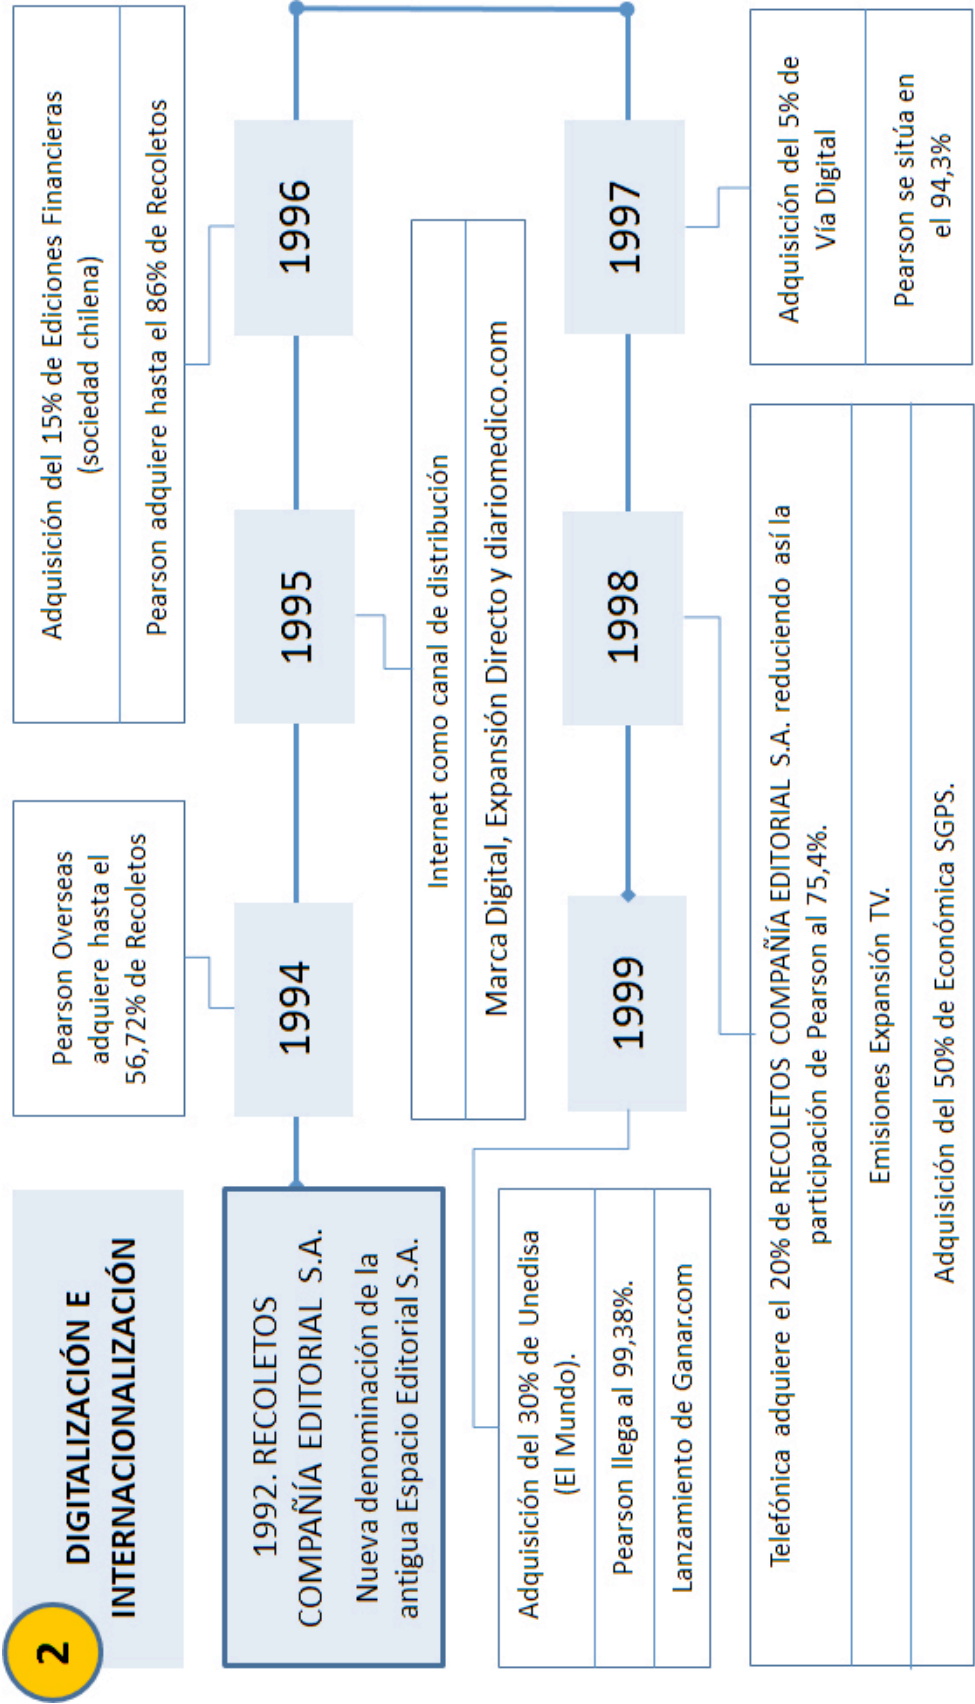 2
DIGITALIZACIÓN E
INTERNACIONALIZACIÓN
1992. RECOLETOS
COMPAÑÍA EDITORIAL S.A.
Nueva denominación de la
antigua Espacio Editorial S.A.
Pearson Overseas
adquiere hasta el
56,72% de Recoletos
1994
Internet como canal de distribución
Marca Digital, Expansión Directo y diariomedico.com
1995
Adquisición del 15% de Ediciones Financieras
(sociedad chilena)
Pearson adquiere hasta el 86% de Recoletos
1996
1997
Adquisición del 5% de
Vía Digital
Pearson se sitúa en
el 94,3%
1998
Telefónica adquiere el 20% de RECOLETOS COMPAÑÍA EDITORIAL S.A. reduciendo así la
participación de Pearson al 75,4%.
Emisiones Expansión TV.
Adquisición del 50% de Económica SGPS.
1999
Adquisición del 30% de Unedisa
(El Mundo).
Pearson llega al 99,38%.
Lanzamiento de Ganar.com